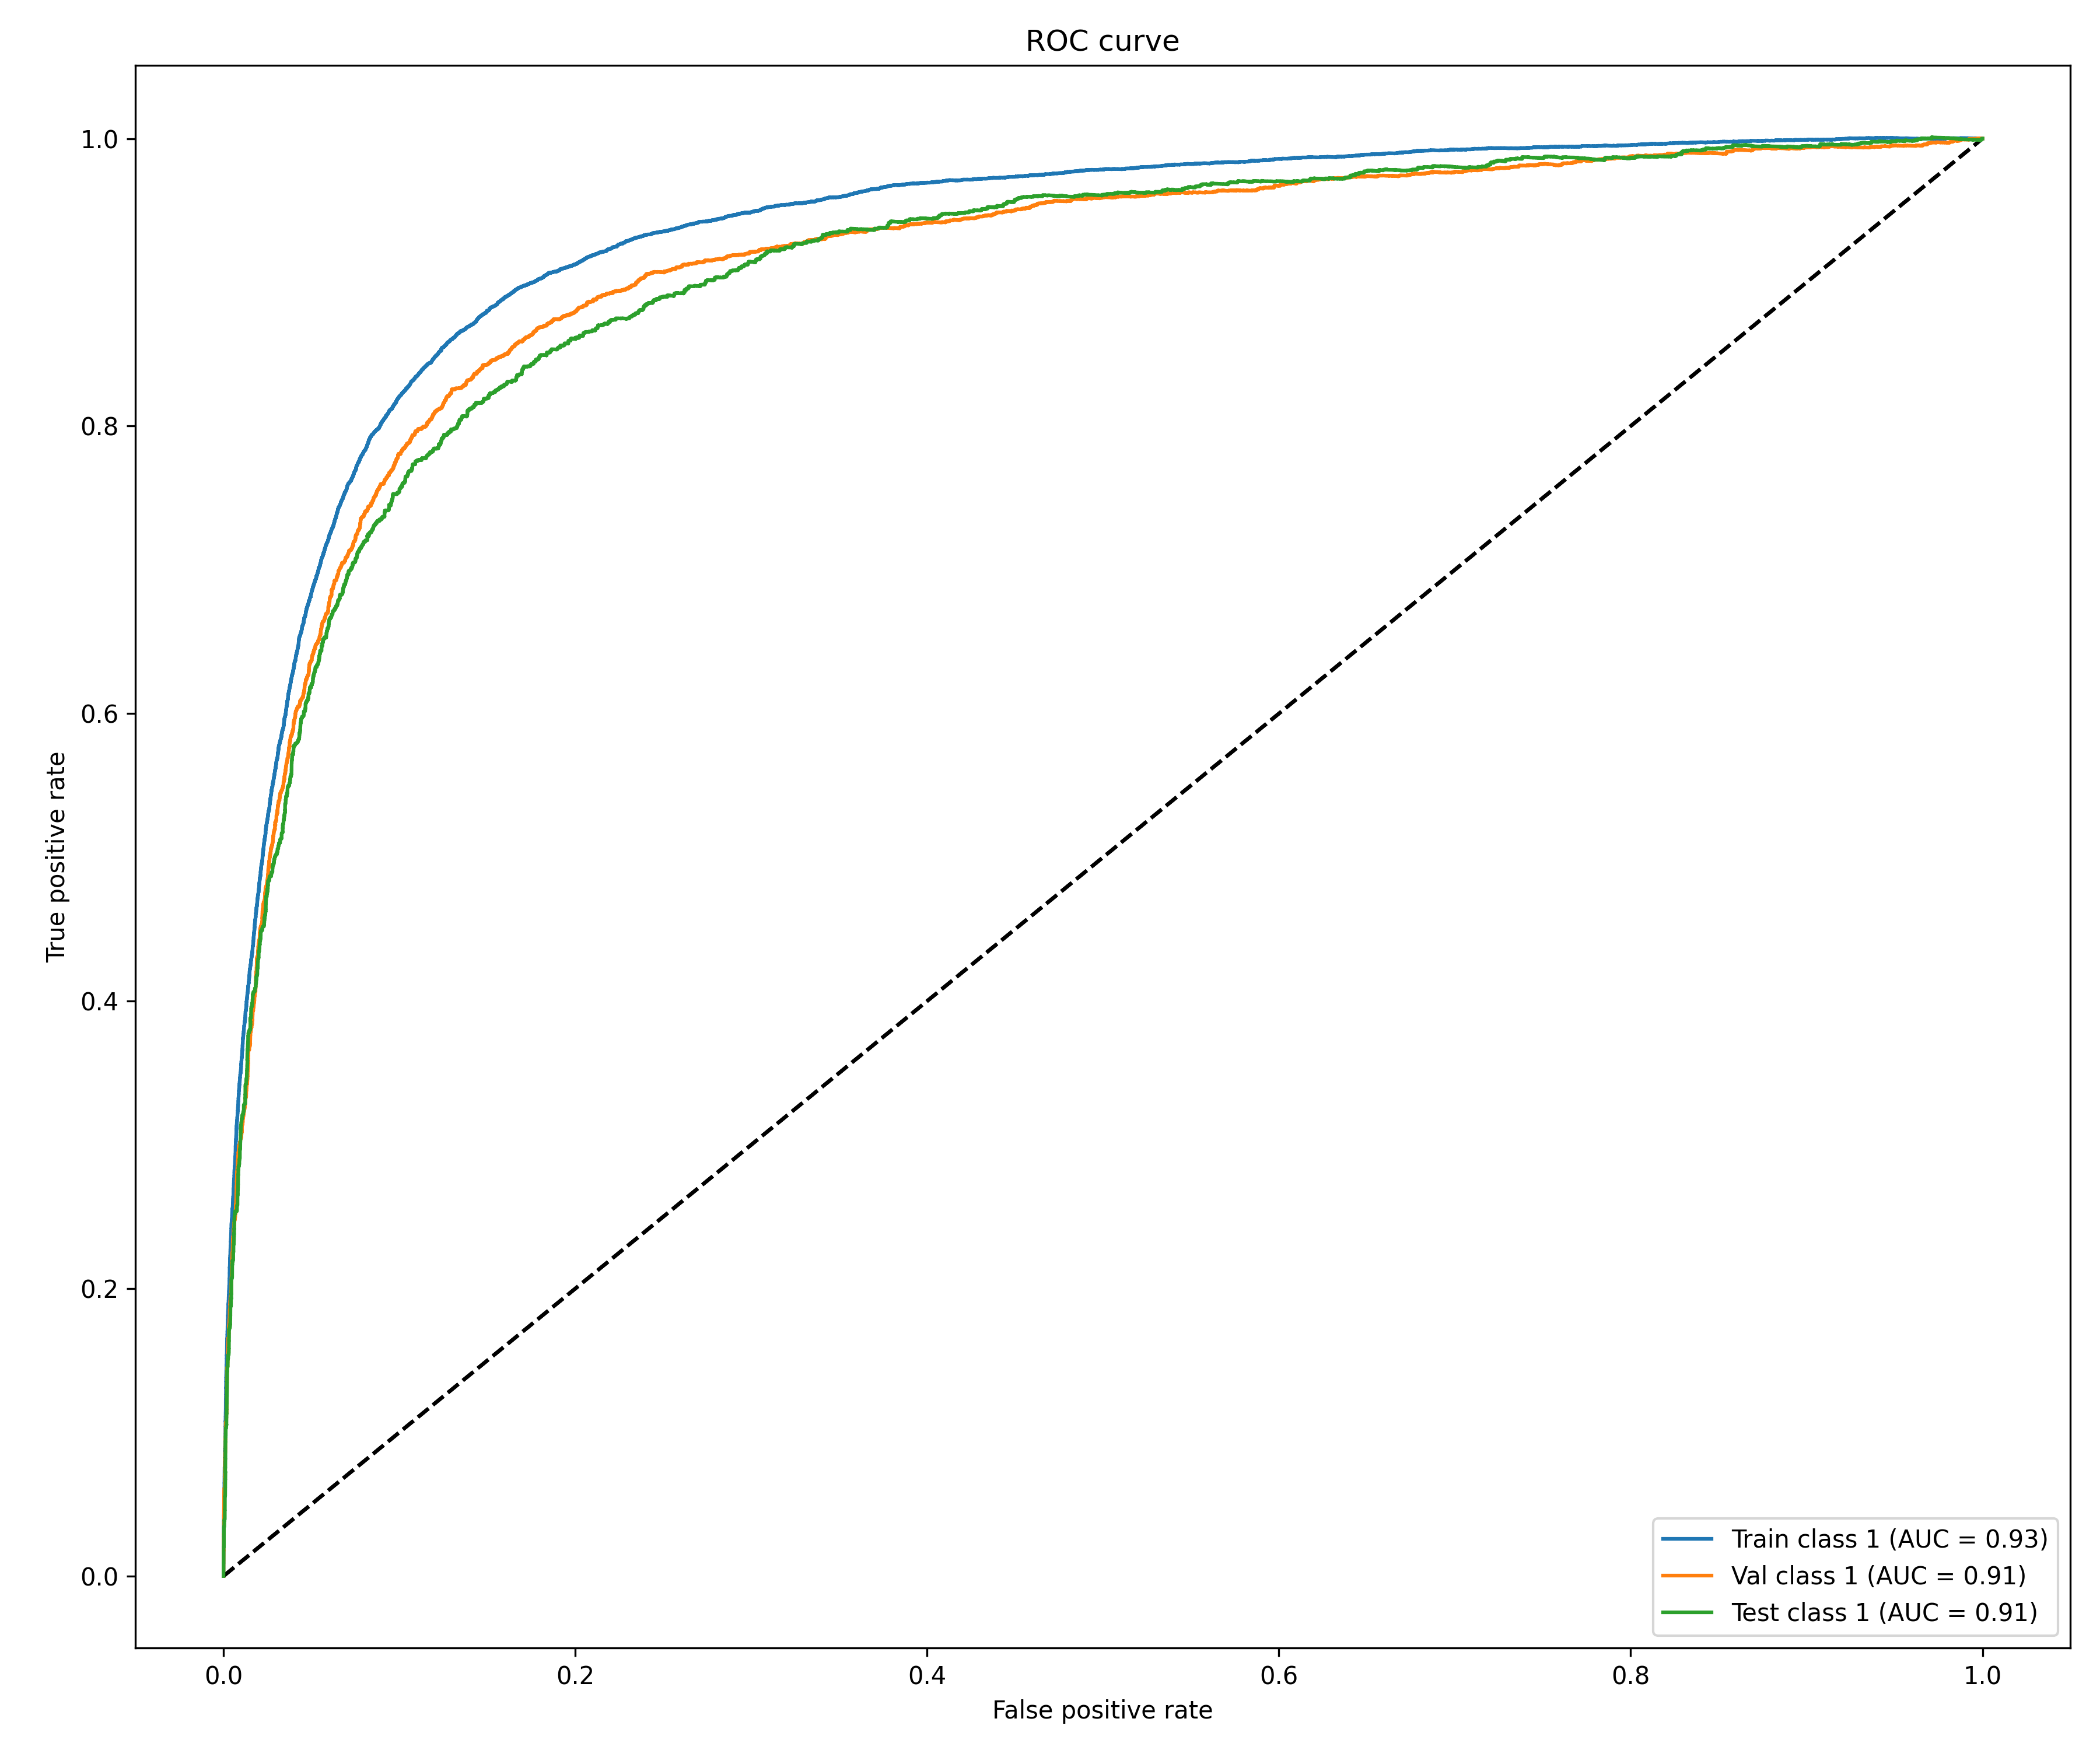 ROC curve
1.0
0.8
0.6
0.4
0.2
0.0
True positive rate
0.0 0.2 0.4 0.6 0.8 1.0
False positive rate
Train class 1 (AUC = 0.93)
Val class 1 (AUC = 0.91)
Test class 1 (AUC = 0.91)